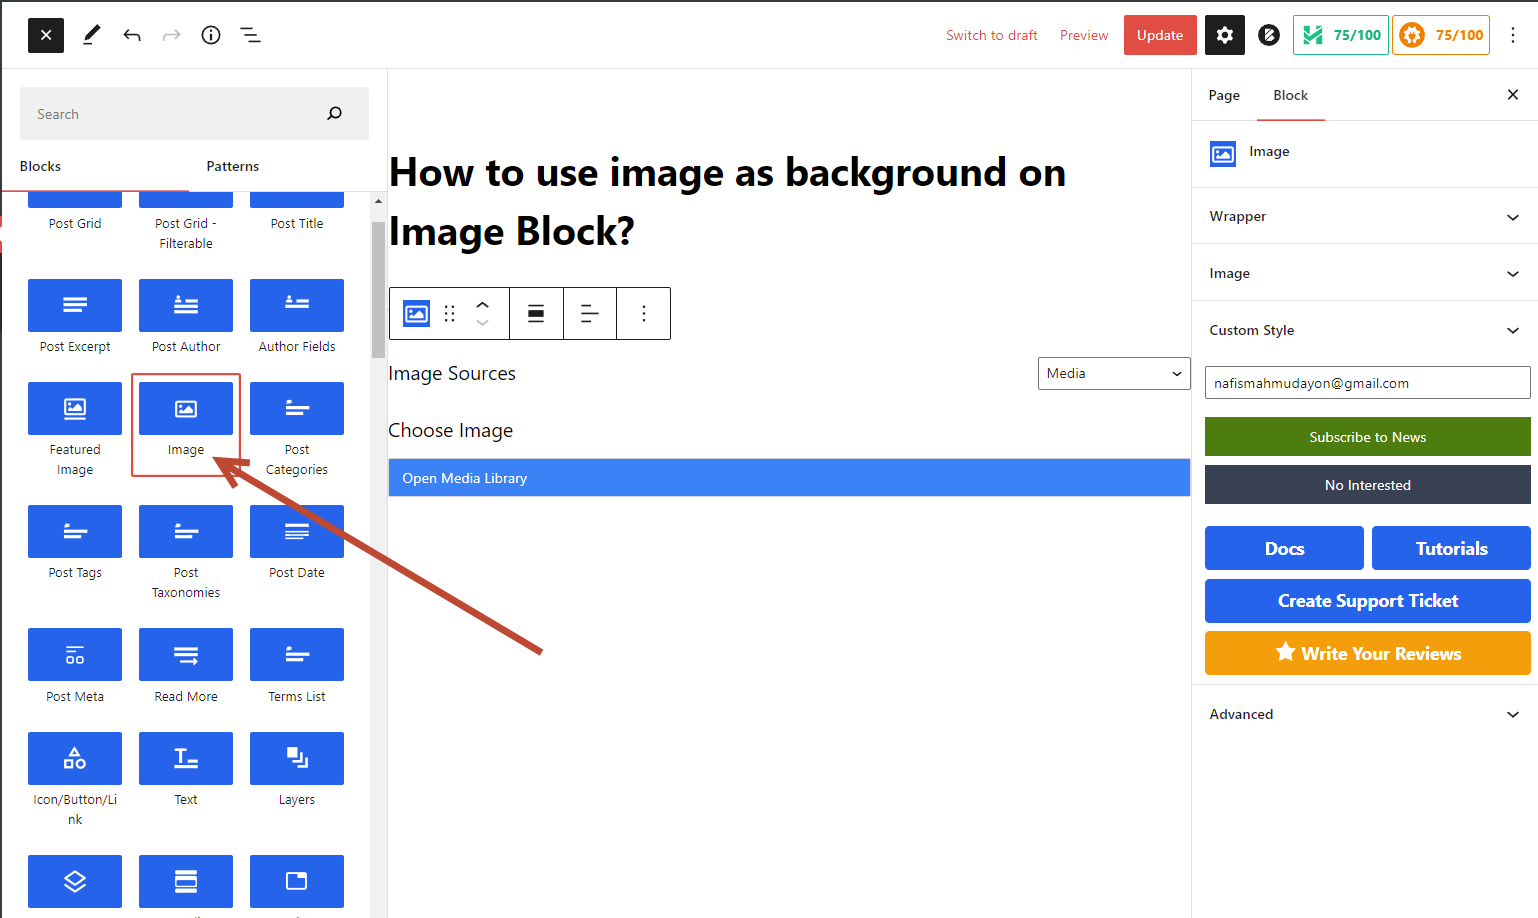 Switch to draft
Preview
Update
75/100
75/100
Search
Blocks
Patterns
Post Grid
Post Grid -
Filterable
Post Title
Post Excerpt
Post Author
Author Fields
Featured
Image
Image
Post
Categories
Post Tags
Post
Taxonomies
Post Date
Post Meta
Read More
Terms List
Icon/Button/Li
nk
Text
Layers
How to use image as background on
Image Block?
Image Sources
Media
Choose Image
Open Media Library
Page
Block
Image
Wrapper
Image
Custom Style
nafismahmudayon@gmail.com
Subscribe to News
No Interested
Docs
Tutorials
Create Support Ticket
Write Your Reviews
Advanced